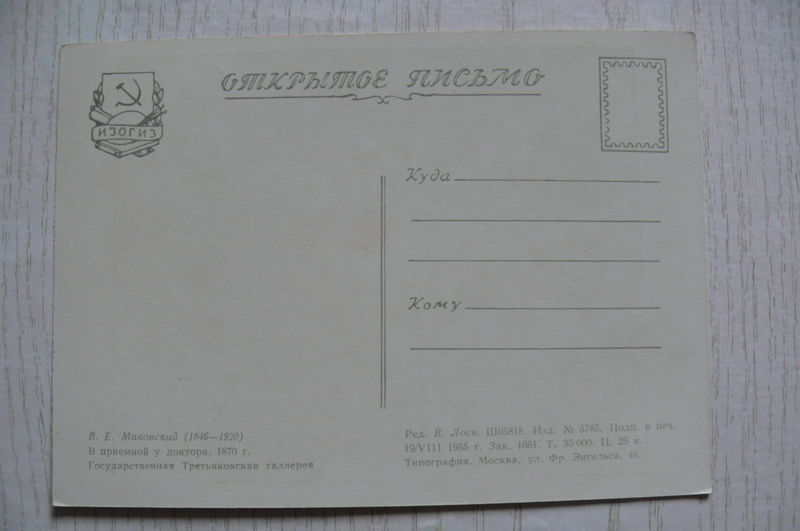 ОТКРЫТОЕ ПИСЬМО
ИЗОГИЗ
Куда
Кому
В. Е. Маковский (1846—1920)
В приемной у доктора. 1870 г.
Государственная Третьяковская галлерея
Ред. В. Лось. Ш05818. Изд. № 5785. Подп. к печ.
19/VIII 1955 г. Зак. 1661. Т. 35 000. Ц. 25 к.
Типография. Москва, ул. Фр. Энгельса, 46.